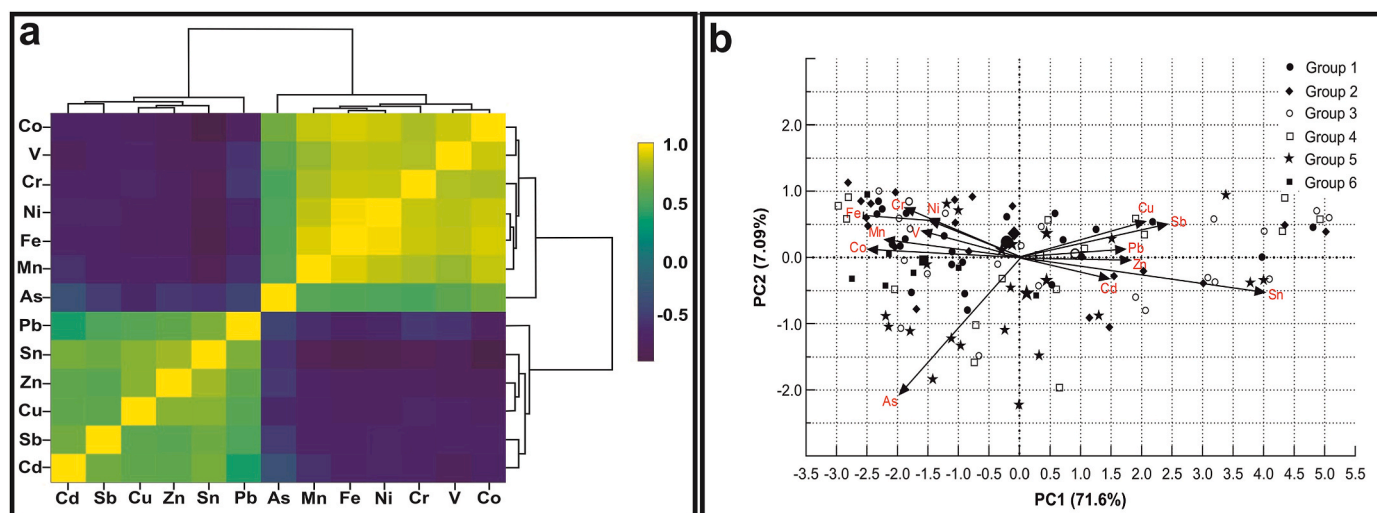 a
Co
V
Cr
Ni
Fe
Mn
As
Pb
Sn
Zn
Cu
Sb
Cd
Cd Sb Cu Zn Sn Pb As Mn Fe Ni Cr V Co
1.0
0.5
0.0
-0.5
b
Group 1
Group 2
Group 3
Group 4
Group 5
Group 6
PC2 (7.09%)
2.0
1.0
0.0
-1.0
-2.0
Cr
Ni
Fe
Mn
V
Co
As
Cu
Sb
Pb
Zn
Cd
Sn
-3.5 -3.0 -2.5 -2.0 -1.5 -1.0 -0.5 0.0 0.5 1.0 1.5 2.0 2.5 3.0 3.5 4.0 4.5 5.0 5.5
PC1 (71.6%)